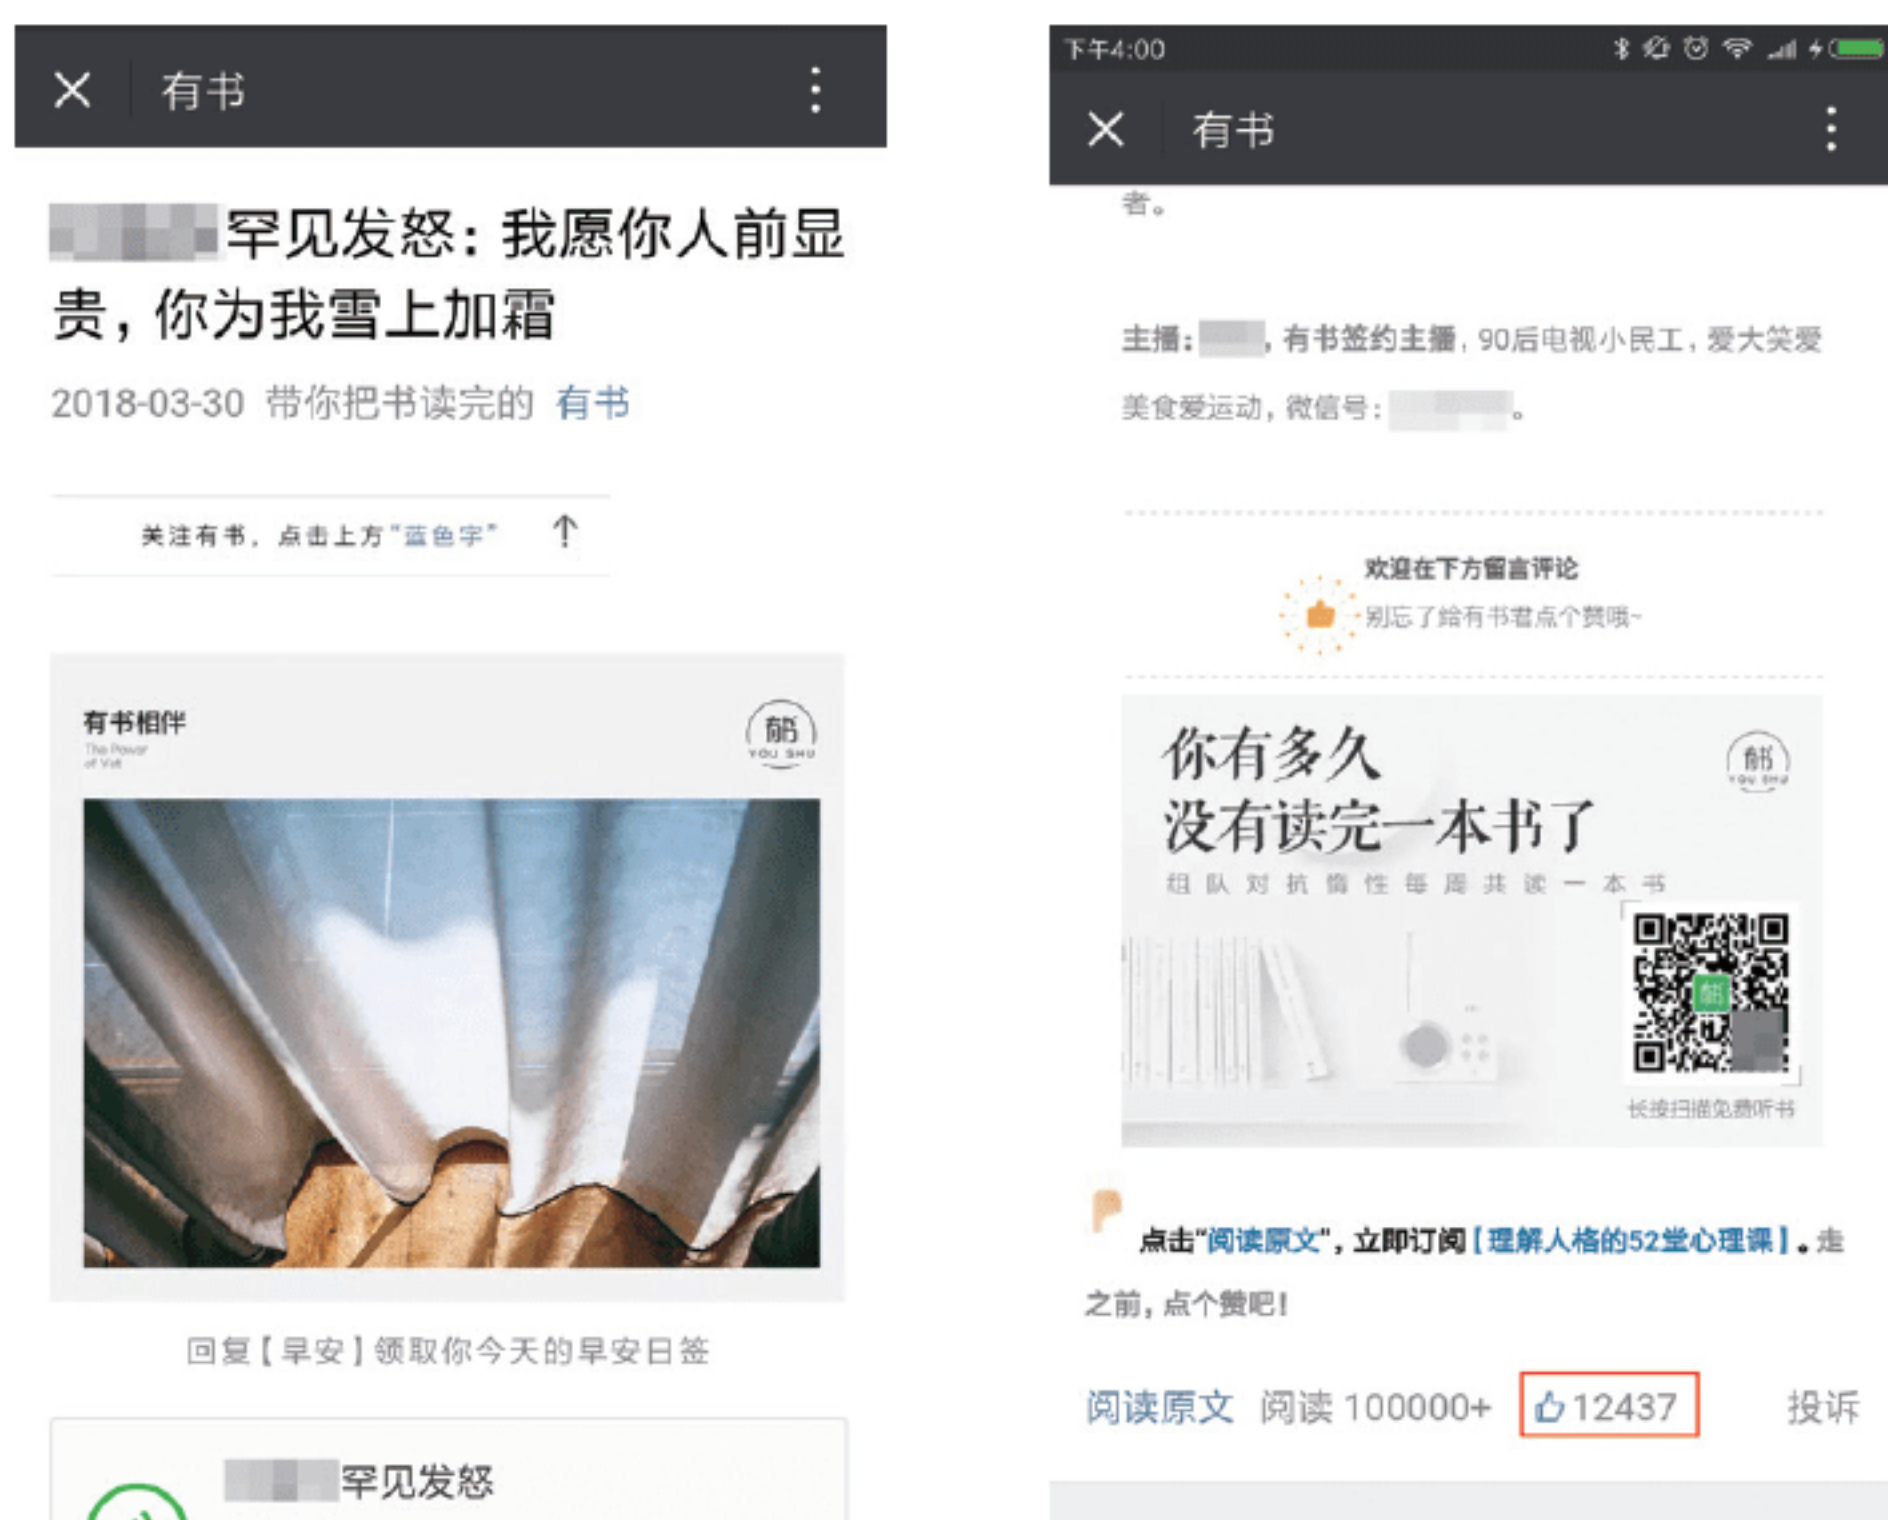 有书
罕见发怒：我愿你人前显
贵，你为我雪上加霜
2018-03-30 带你把书读完的 有书
关注有书，点击上方“蓝色字” ↑
有书相伴
The Power
有书
YOU SHU
回复【早安】领取你今天的早安日签
罕见发怒
下午4:00
有书
者。
主播：，有书签约主播，90后电视小民工，爱大笑爱
美食爱运动，微信号：。
欢迎在下方留言评论
别忘了给有书君点个赞哦~
你有多久
没有读完一本书了
有书
YOU SHU
组队对抗惰性每周共读一本书
长按扫描免费听书
点击“阅读原文”，立即订阅【理解人格的52堂心理课】。走
之前，点个赞吧！
阅读原文 阅读 100000+ 12437 投诉